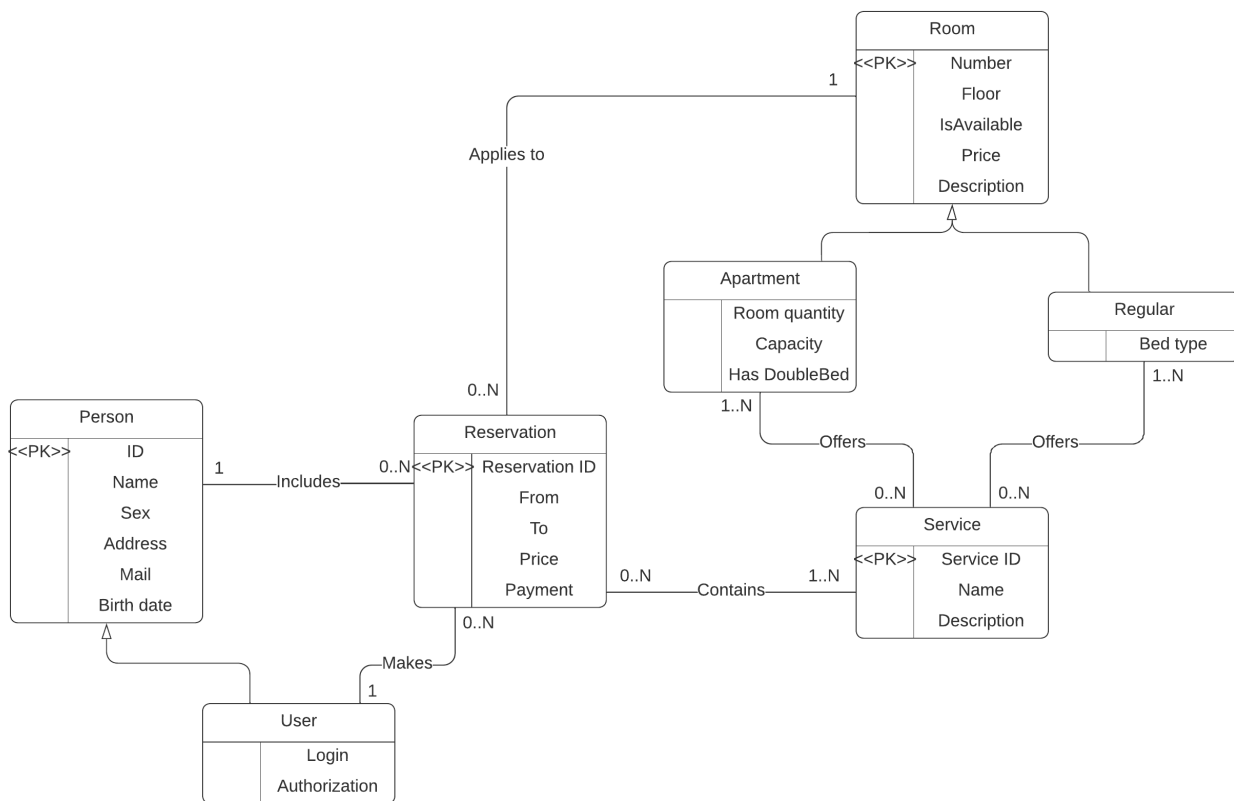 Room
<<PK>> Number
Floor
IsAvailable
Price
Description
1
Applies to
0..N
Apartment
Room quantity
Capacity
Has DoubleBed
1..N
Regular
Bed type
1..N
Offers
Offers
0..N
0..N
Person
<<PK>> ID
Name
Sex
Address
Mail
Birth date
1
Includes
0..N
Reservation
<<PK>> Reservation ID
From
To
Price
Payment
0..N
Contains
1..N
Service
<<PK>> Service ID
Name
Description
0..N
Makes
1
User
Login
Authorization